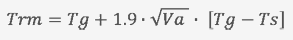 Trm = Tg + 1.9 · √Va · [Tg − Ts]